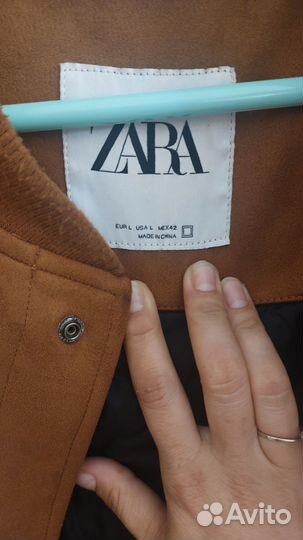 ZARA
EUR L USA L MEX 42
MADE IN CHINA
Avito